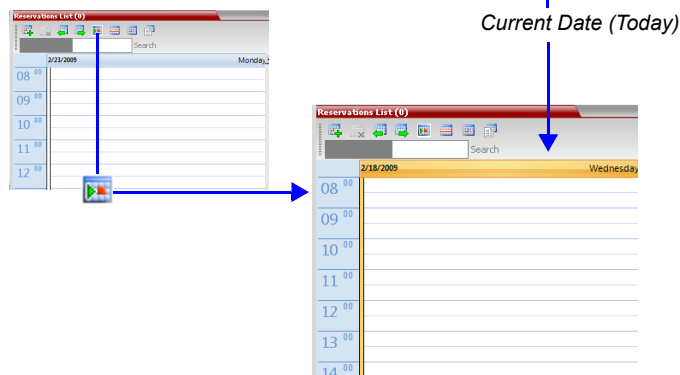 Current Date (Today)
Reservations List (0)
Search
2/23/2009 Monday,
08 00
09 00
10 00
11 00
12 00
Reservations List (0)
Search
2/18/2009 Wednesday
08 00
09 00
10 00
11 00
12 00
13 00
14 00